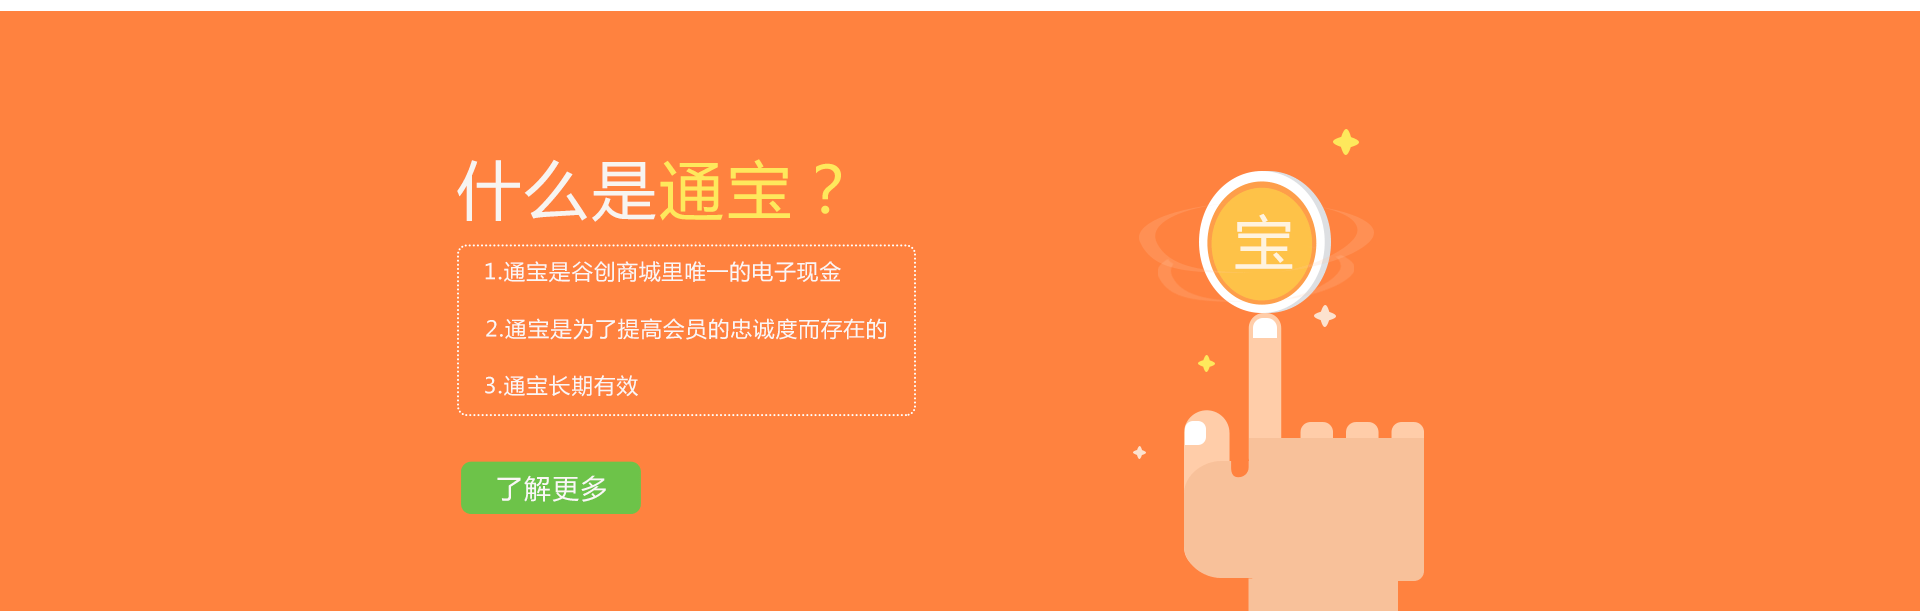 什么是通宝？
1.通宝是谷创商城里唯一的电子现金
2.通宝是为了提高会员的忠诚度而存在的
3.通宝长期有效
了解更多
宝